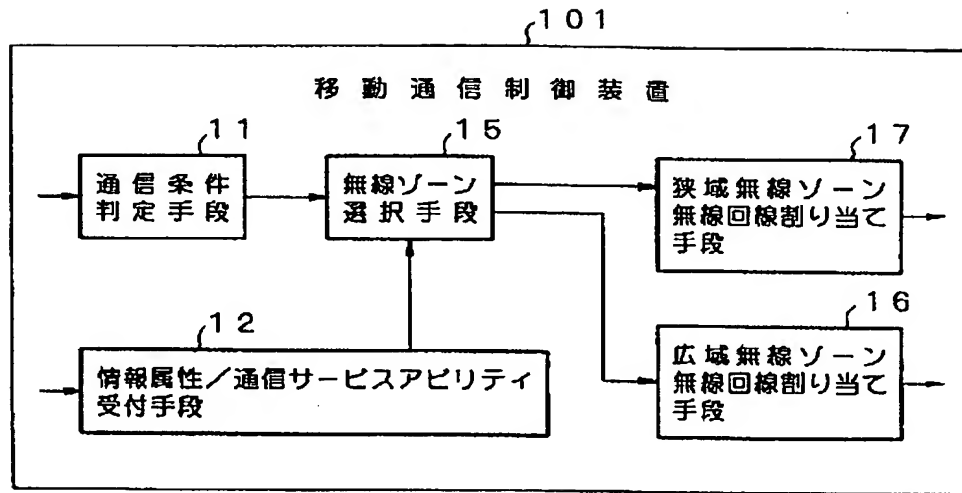 101
移動通信制御装置
11
通信条件
判定手段
15
無線ゾーン
選択手段
17
狭域無線ゾーン
無線回線割り当て
手段
12
情報属性/通信サービスアビリティ
受付手段
16
広域無線ゾーン
無線回線割り当て
手段